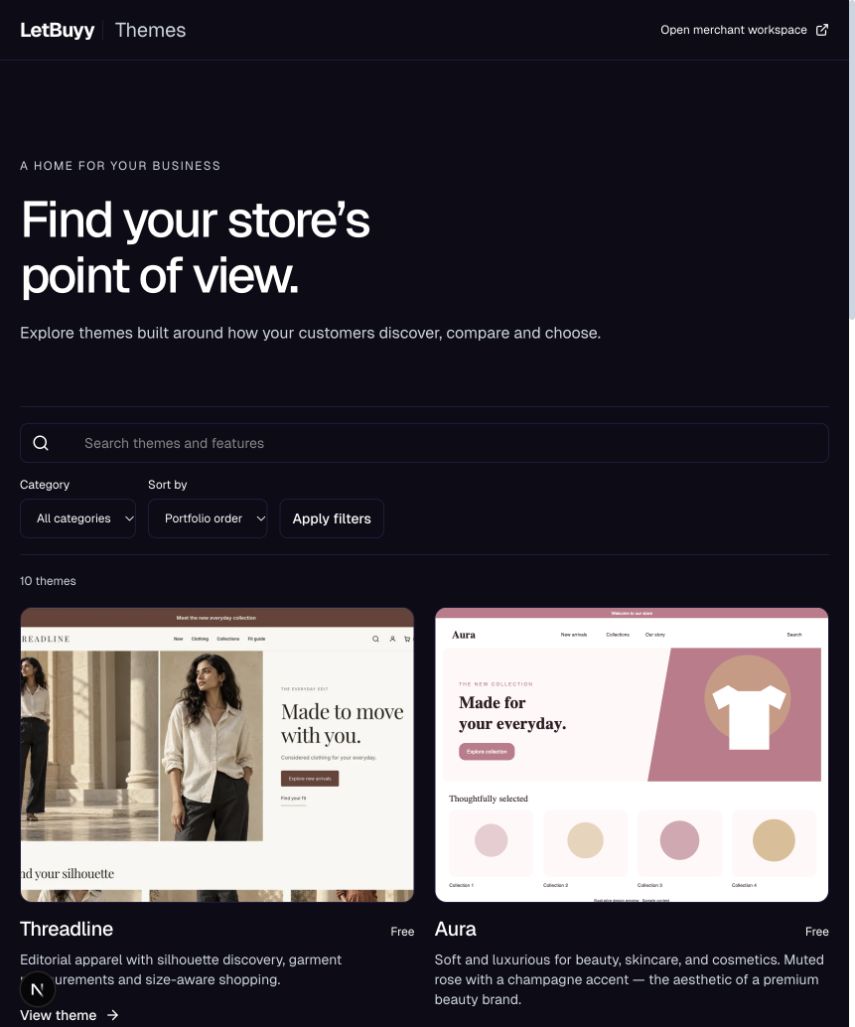 LetBuyy Themes
Open merchant workspace
A HOME FOR YOUR BUSINESS
Find your store’s
point of view.
Explore themes built around how your customers discover, compare and choose.
Search themes and features
Category
Sort by
All categories
Portfolio order
Apply filters
10 themes
Meet the new everyday collection
READLINE
New Clothing Collections Fit guide
THE EVERYDAY EDIT
Made to move
with you.
Considered clothing for your everyday.
Explore new arrivals
Find your fit
nd your silhouette
Welcome to our store
Aura
New arrivals Collections Our story Search
THE NEW COLLECTION
Made for
your everyday.
Explore collection
Thoughtfully selected
Collection 1 Collection 2 Collection 3 Collection 4
Threadline
Free
Editorial apparel with silhouette discovery, garment
urements and size-aware shopping.
View theme
N
Aura
Free
Soft and luxurious for beauty, skincare, and cosmetics. Muted
rose with a champagne accent — the aesthetic of a premium
beauty brand.